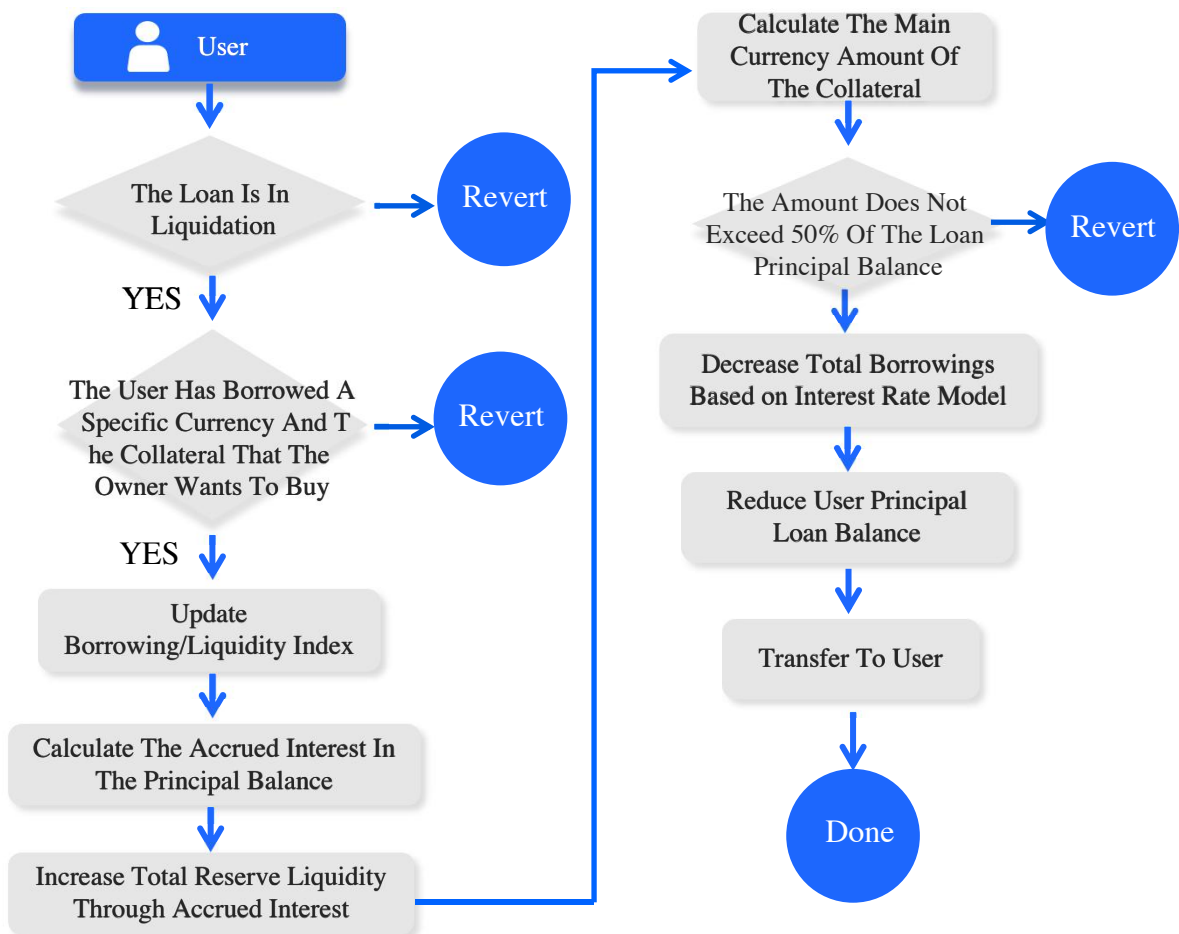 User
The Loan Is In
Liquidation
Revert
YES
The User Has Borrowed A
Specific Currency And T
he Collateral That The
Owner Wants To Buy
Revert
YES
Update
Borrowing/Liquidity Index
Calculate The Accrued Interest In
The Principal Balance
Increase Total Reserve Liquidity
Through Accrued Interest
Calculate The Main
Currency Amount Of
The Collateral
The Amount Does Not
Exceed 50% Of The Loan
Principal Balance
Revert
Decrease Total Borrowings
Based on Interest Rate Model
Reduce User Principal
Loan Balance
Transfer To User
Done